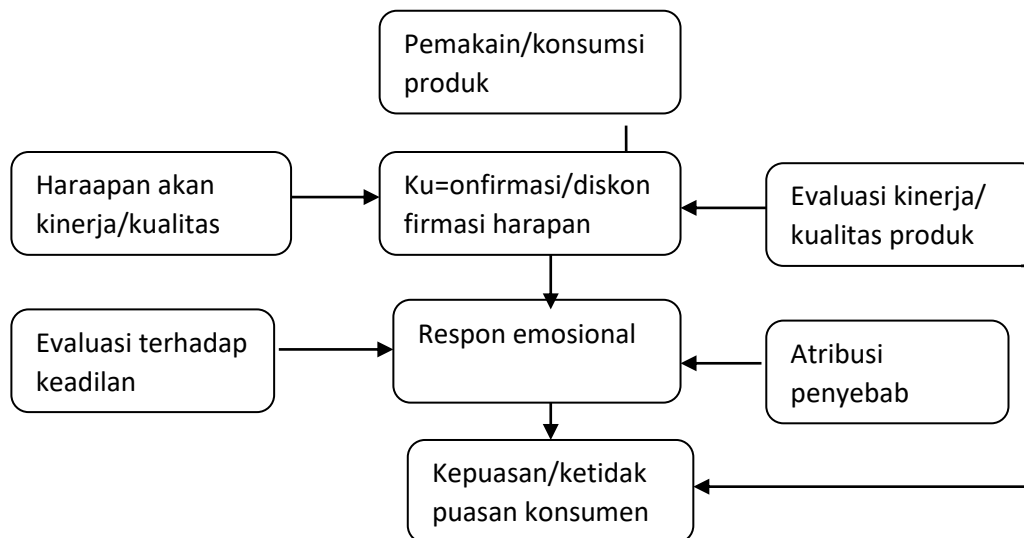 Pemakain/konsumsi
produk
Haraapan akan
kinerja/kualitas
Ku=onfirmasi/diskon
firmasi harapan
Evaluasi kinerja/
kualitas produk
Evaluasi terhadap
keadilan
Respon emosional
Atribusi
penyebab
Kepuasan/ketidak
puasan konsumen